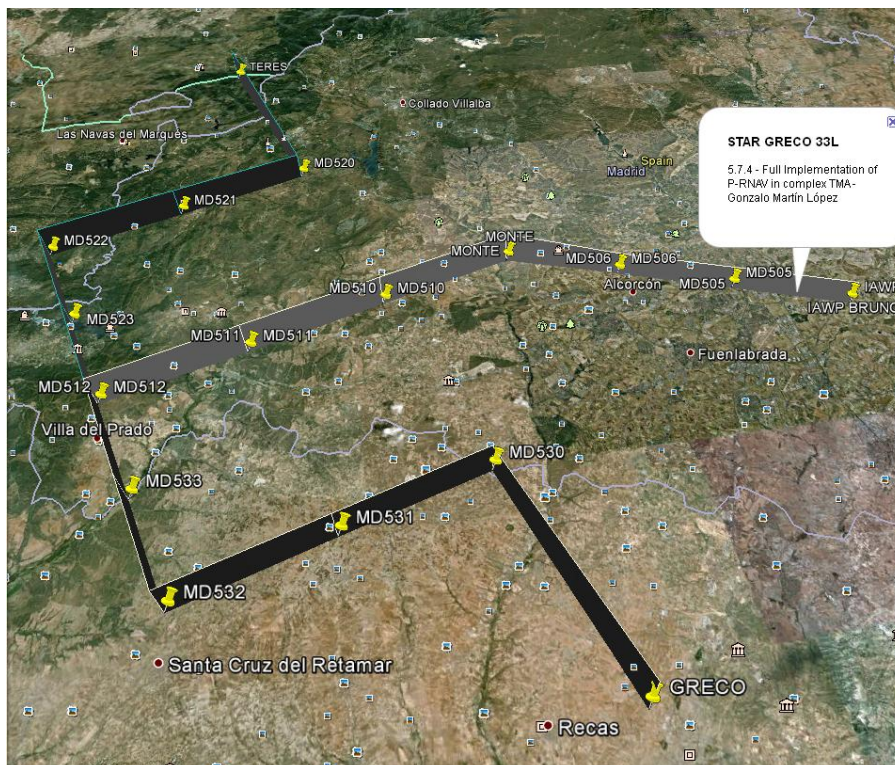 TERES
Collado Villalba
Las Navas del Marqués
MD520
STAR GRECO 33L
5.7.4 - Full Implementation of
P-RNAV in complex TMA-
Gonzalo Martín López
Spain
Madrid
MD521
MD522
MONTE
MONTE
MD506 MD506
MD505 MD505
Alcorcón
IAWP
IAWP BRUNO
MD510 MD510
MD523
MD511 MD511
Fuenlabrada
MD512 MD512
Villa del Prado
MD530
MD533
MD531
MD532
Santa Cruz del Retamar
GRECO
Recas